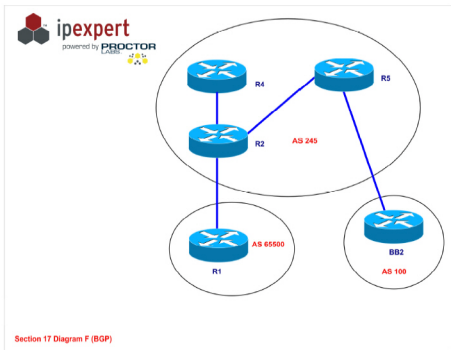 ipexpert
powered by PROCTOR
LABS
R4
R5
R2
AS 245
AS 65500
R1
BB2
AS 100
Section 17 Diagram F (BGP)